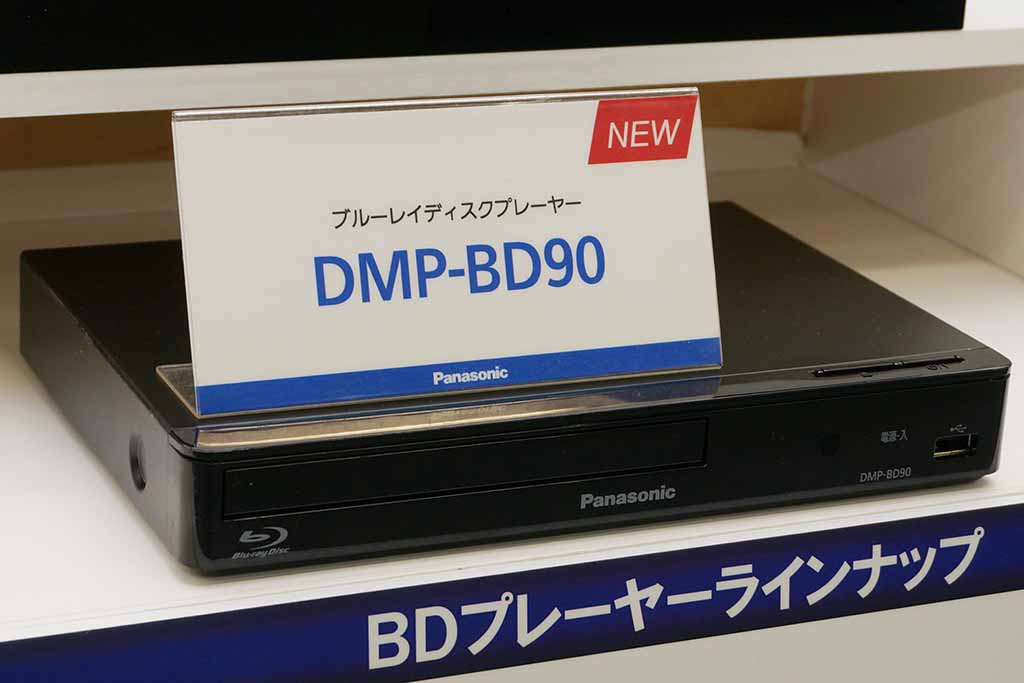 NEW
ブルーレイディスクプレーヤー
DMP-BD90
Panasonic
電源-入
DMP-BD90
Panasonic
Blu-ray Disc
BDプレーヤーラインナップ